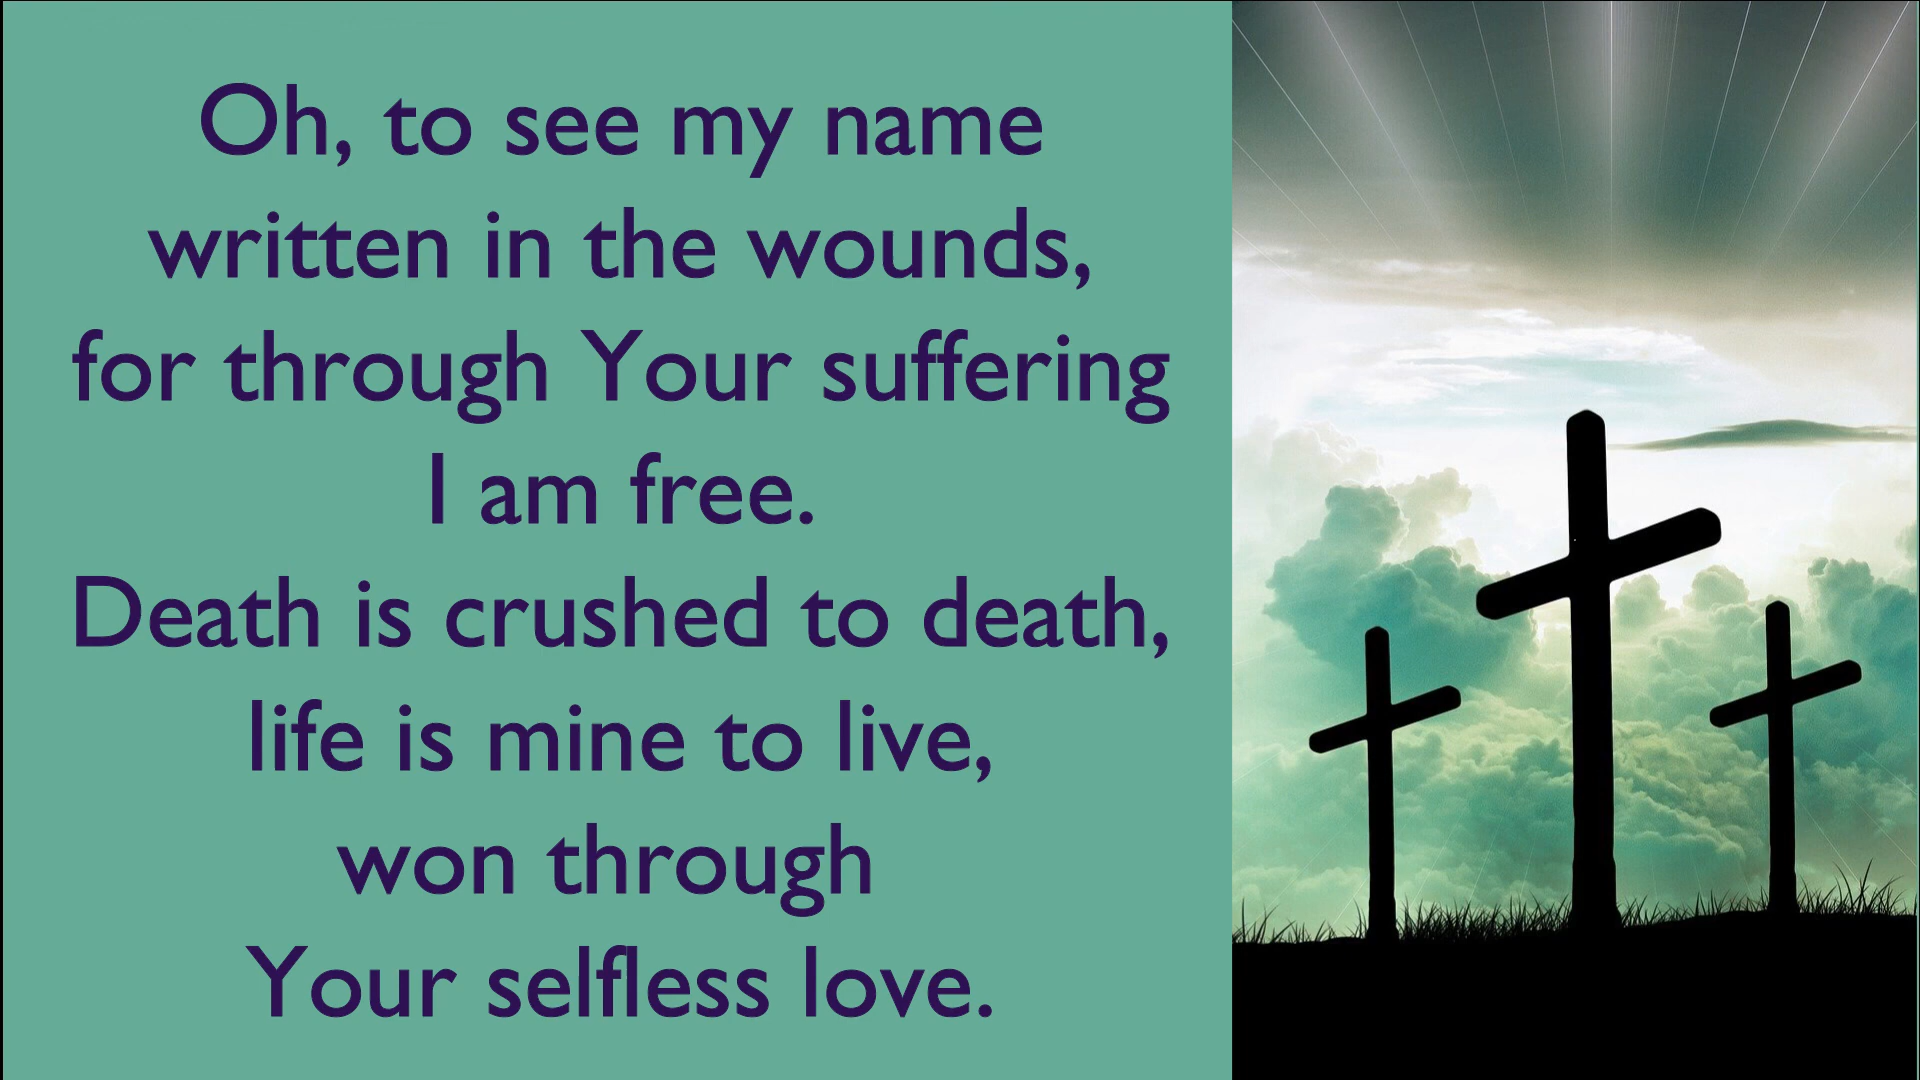 Oh, to see my name
written in the wounds,
for through Your suffering
I am free.
Death is crushed to death,
life is mine to live,
won through
Your selfless love.